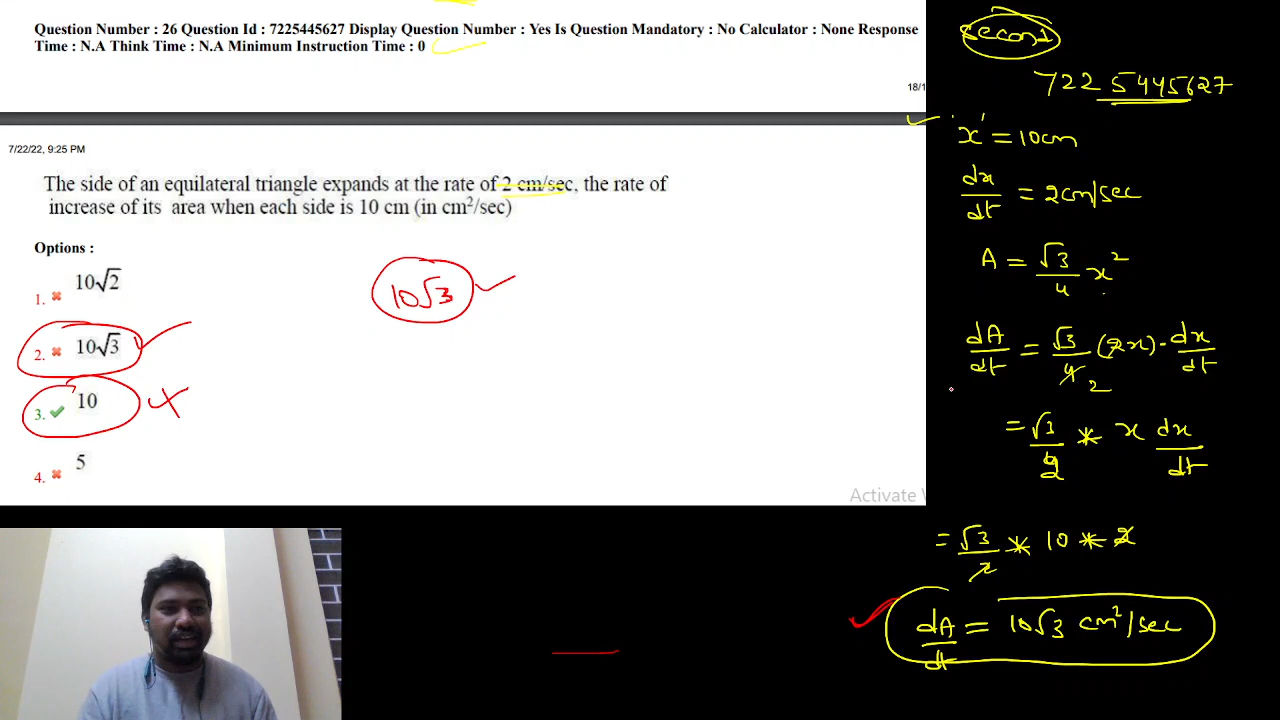 Question Number : 26 Question Id : 7225445627 Display Question Number : Yes Is Question Mandatory : No Calculator : None Response
Time : N.A Think Time : N.A Minimum Instruction Time : 0
18/1
7/22/22, 9:25 PM
The side of an equilateral triangle expands at the rate of 2 cm/sec, the rate of
increase of its area when each side is 10 cm (in cm²/sec)
Options :
1. ✖ 10√2
2. ✖ 10√3
3. ✔ 10
4. ✖ 5
10√3
Activate
second
7225445627
'x' = 10cm
dx/dt = 2cm/sec
A = √3/4 x²
dA/dt = √3/4 (2x) · dx/dt
2
= √3/2 * x dx/dt
= √3/2 * 10 * 2
dA/dt = 10√3 cm²/sec